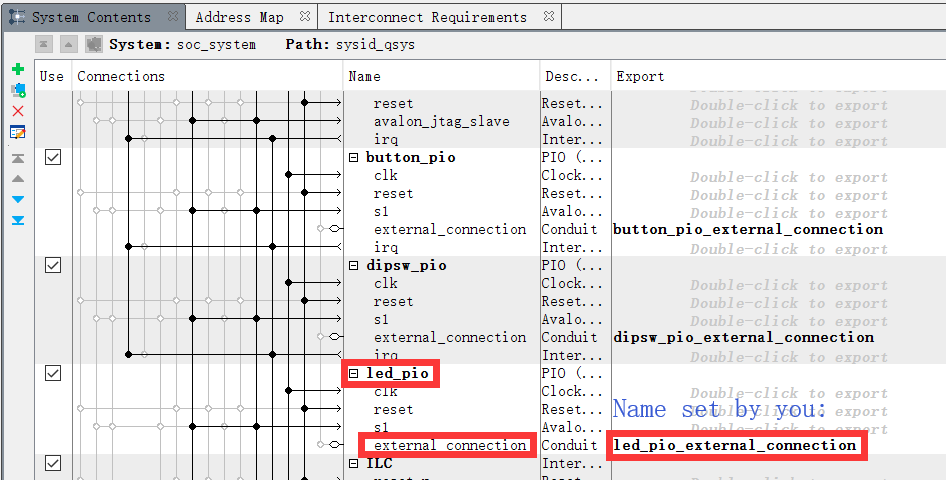 System Contents Address Map Interconnect Requirements
System: soc_system Path: sysid_qsys
Use Connections Name Desc... Export
reset Reset... Double-click to export
avalon_jtag_slave Avalo... Double-click to export
irq Inter... Double-click to export
button_pio PIO (...
clk Clock... Double-click to export
reset Reset... Double-click to export
s1 Avalo... Double-click to export
external_connection Conduit button_pio_external_connection
irq Inter... Double-click to export
dipsw_pio PIO (...
clk Clock... Double-click to export
reset Reset... Double-click to export
s1 Avalo... Double-click to export
external_connection Conduit dipsw_pio_external_connection
irq Inter... Double-click to export
led_pio PIO (...
clk Clock... Double-click to export
reset Reset... Double-click to export
Name set by you:
s1 Avalo... Double-click to export
external_connection Conduit led_pio_external_connection
ILC Inter...